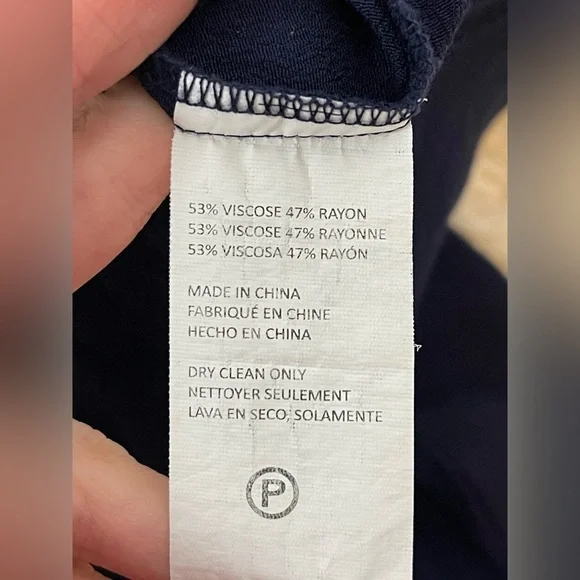 53% VISCOSE 47% RAYON
53% VISCOSE 47% RAYONNE
53% VISCOSA 47% RAYÓN
MADE IN CHINA
FABRIQUÉ EN CHINE
HECHO EN CHINA
DRY CLEAN ONLY
NETTOYER SEULEMENT
LAVA EN SECO, SOLAMENTE
P